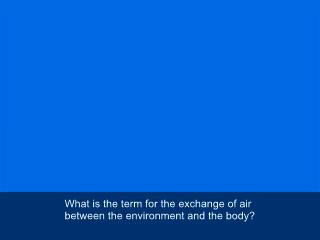 What is the term for the exchange of air
between the environment and the body?